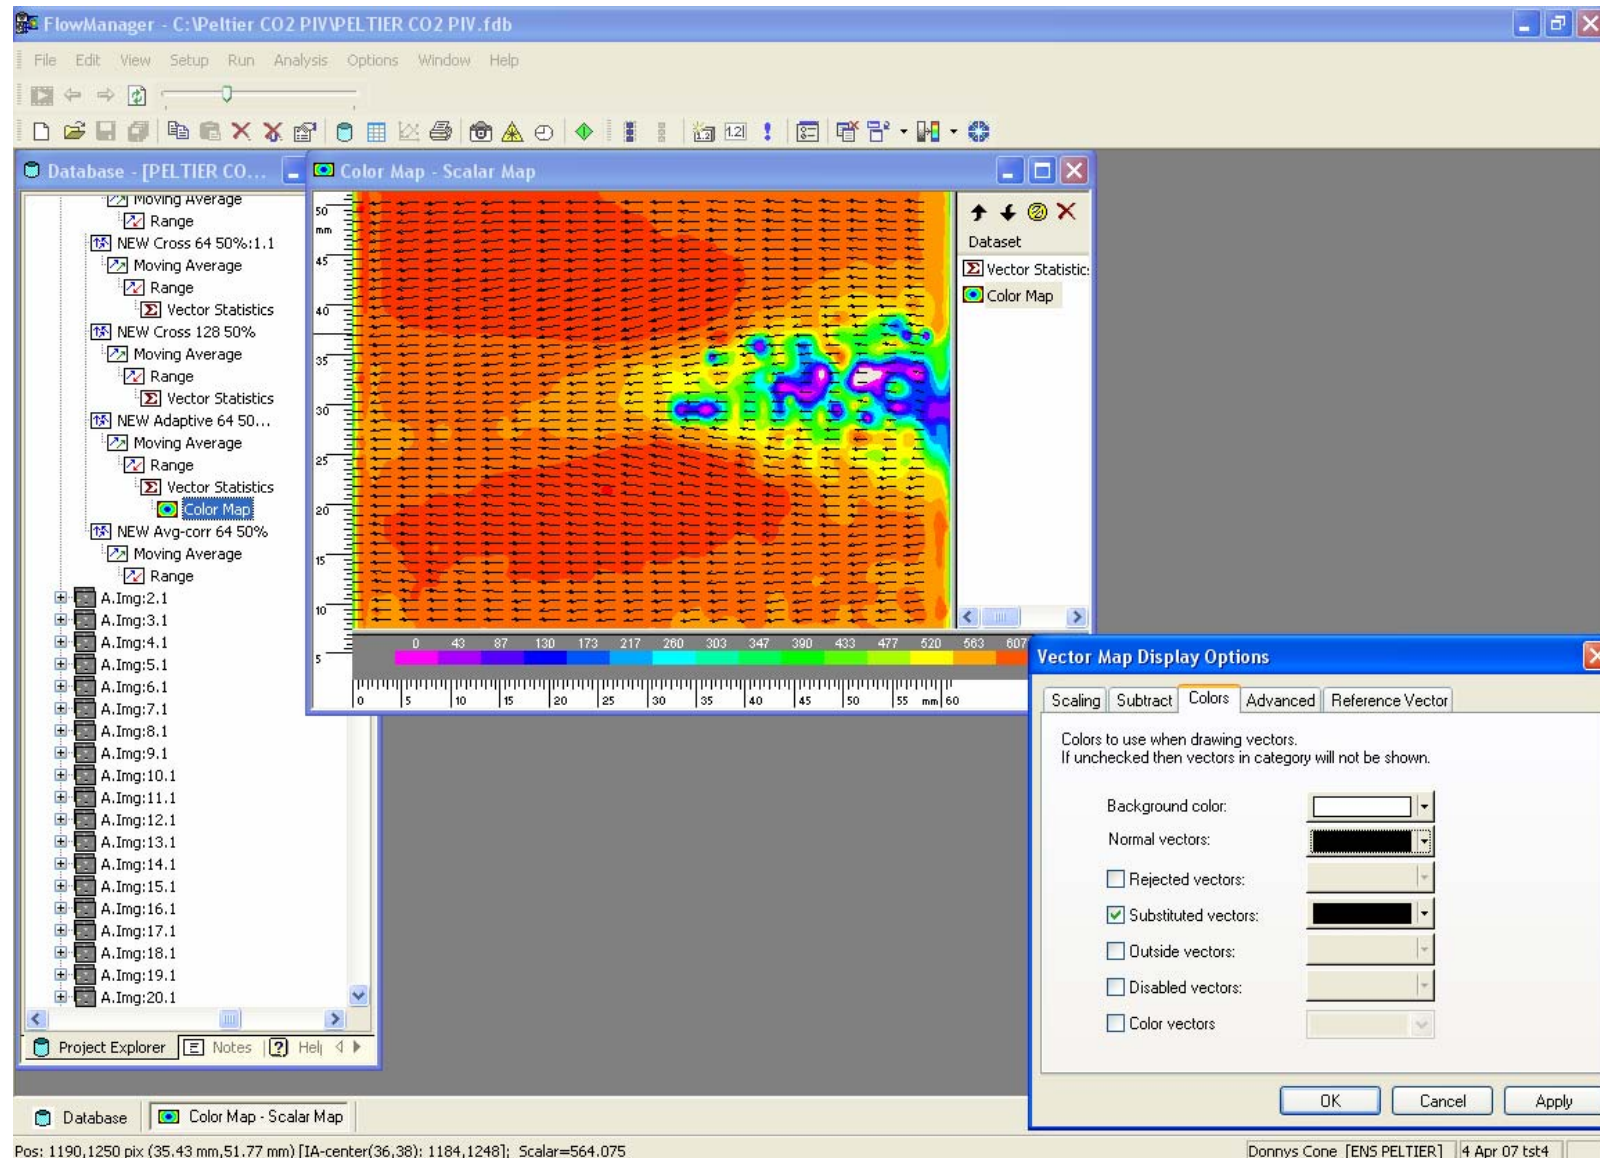 FlowManager - C:\Peltier CO2 PIV\PELTIER CO2 PIV.fdb
File Edit View Setup Run Analysis Options Window Help
Database - [PELTIER CO...
Moving Average
Range
NEW Cross 64 50%:1.1
Moving Average
Range
Vector Statistics
NEW Cross 128 50%
Moving Average
Range
Vector Statistics
NEW Adaptive 64 50...
Moving Average
Range
Vector Statistics
Color Map
NEW Avg-corr 64 50%
Moving Average
Range
A.Img:2.1
A.Img:3.1
A.Img:4.1
A.Img:5.1
A.Img:6.1
A.Img:7.1
A.Img:8.1
A.Img:9.1
A.Img:10.1
A.Img:11.1
A.Img:12.1
A.Img:13.1
A.Img:14.1
A.Img:15.1
A.Img:16.1
A.Img:17.1
A.Img:18.1
A.Img:19.1
A.Img:20.1
Project Explorer Notes Hel
Color Map - Scalar Map
50
mm
45
40
35
30
25
20
15
10
5
0 43 87 130 173 217 260 303 347 390 433 477 520 563 607
0 5 10 15 20 25 30 35 40 45 50 55 mm 60
Dataset
Vector Statistic:
Color Map
Vector Map Display Options
Scaling Subtract Colors Advanced Reference Vector
Colors to use when drawing vectors.
If unchecked then vectors in category will not be shown.
Background color:
Normal vectors:
Rejected vectors:
Substituted vectors:
Outside vectors:
Disabled vectors:
Color vectors
OK Cancel Apply
Database Color Map - Scalar Map
Pos: 1190,1250 pix (35.43 mm,51.77 mm) [IA-center(36,38): 1184,1248]; Scalar=564.075
Donnys Cone [ENS PELTIER] 4 Apr 07 tst4